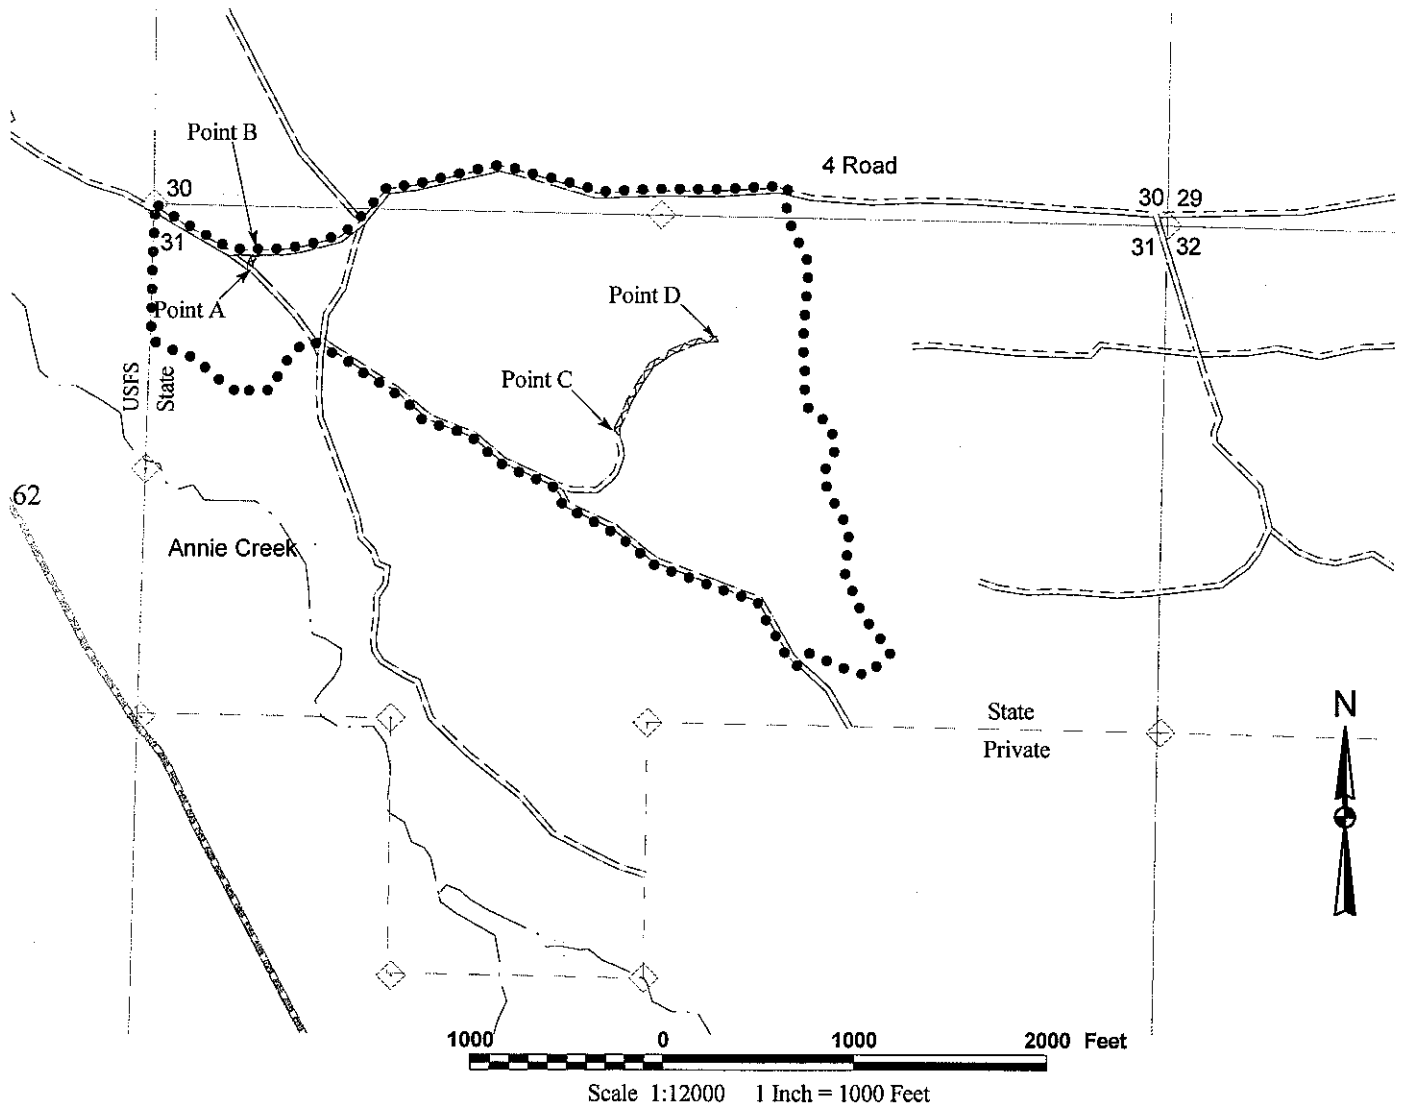 Point B
4 Road
30
30 29
31
31 32
Point A
Point D
Point C
USFS
State
62
Annie Creek
State
Private
N
1000 0 1000 2000 Feet
Scale 1:12000 1 Inch = 1000 Feet